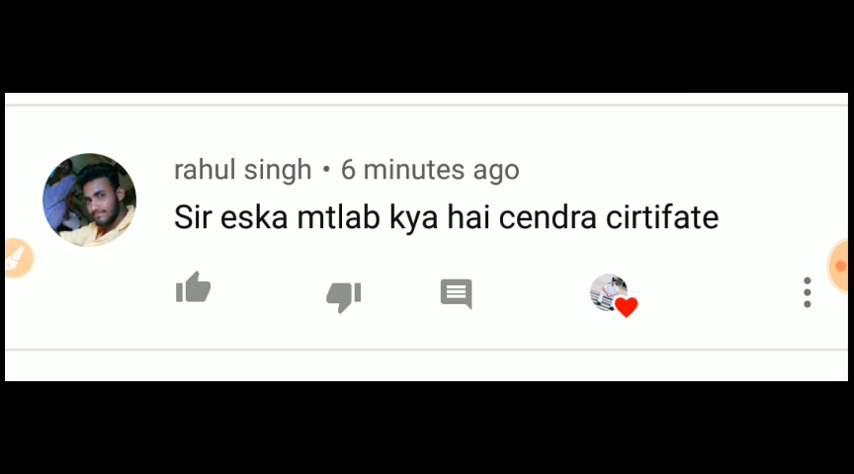 rahul singh • 6 minutes ago
Sir eska mtlab kya hai cendra cirtifate